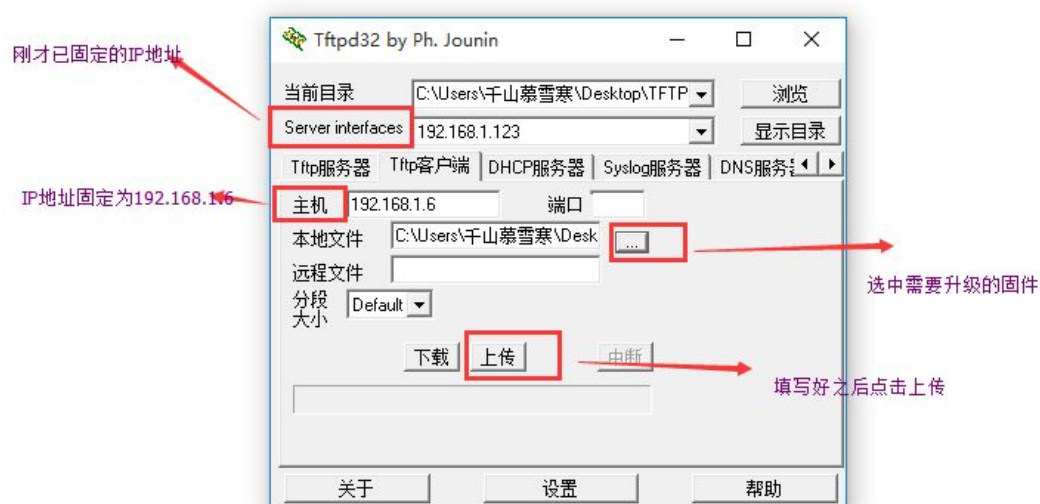 Tftpd32 by Ph. Jounin
刚才已固定的IP地址
当前目录 C:\Users\千山慕雪寒\Desktop\TFTP 浏览
Server interfaces 192.168.1.123 显示目录
Tftp服务器 Tftp客户端 DHCP服务器 Syslog服务器 DNS服务
IP地址固定为192.168.1.6
主机 192.168.1.6 端口
本地文件 C:\Users\千山慕雪寒\Desk ...
选中需要升级的固件
远程文件
分段
大小 Default
下载 上传 中断
填写好之后点击上传
关于 设置 帮助